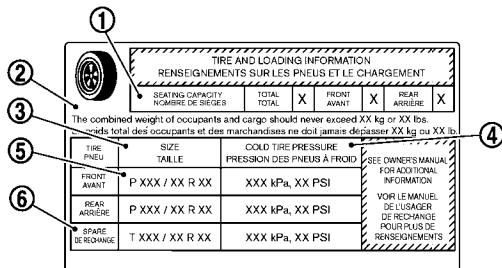 ①
TIRE AND LOADING INFORMATION
RENSEIGNEMENTS SUR LES PNEUS ET LE CHARGEMENT
SEATING CAPACITY
NOMBRE DE SIÈGES
TOTAL
TOTAL
X
FRONT
AVANT
X
REAR
ARRIÈRE
X
②
The combined weight of occupants and cargo should never exceed XX kg or XX lbs.
poids total des occupants et des marchandises ne doit jamais dépasser XX kg ou XX lb.
③
④
TIRE
PNEU
SIZE
TAILLE
COLD TIRE PRESSURE
PRESSION DES PNEUS À FROID
⑤
FRONT
AVANT
P XXX / XX R XX
XXX kPa, XX PSI
REAR
ARRIÈRE
P XXX / XX R XX
XXX kPa, XX PSI
⑥
SPARE
DE RECHANGE
T XXX / XX R XX
XXX kPa, XX PSI
SEE OWNER'S MANUAL
FOR ADDITIONAL
INFORMATION
VOIR LE MANUEL
DE L'USAGER
DE RECHANGE
POUR PLUS DE
RENSEIGNEMENTS